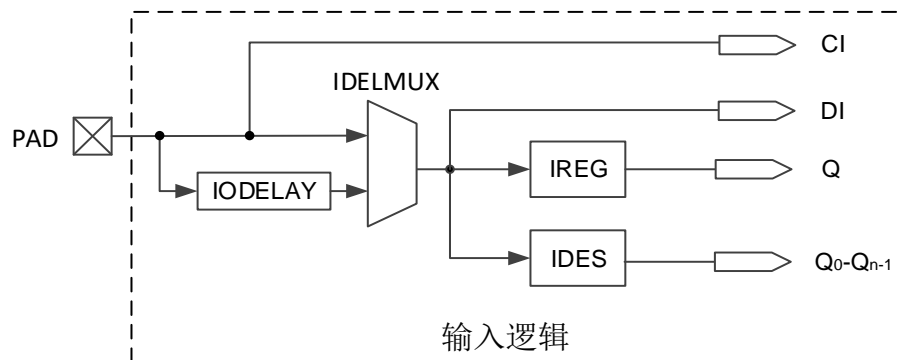 CI
IDELMUX
DI
PAD
IREG
Q
IODELAY
IDES
Q0-Qn-1
输入逻辑